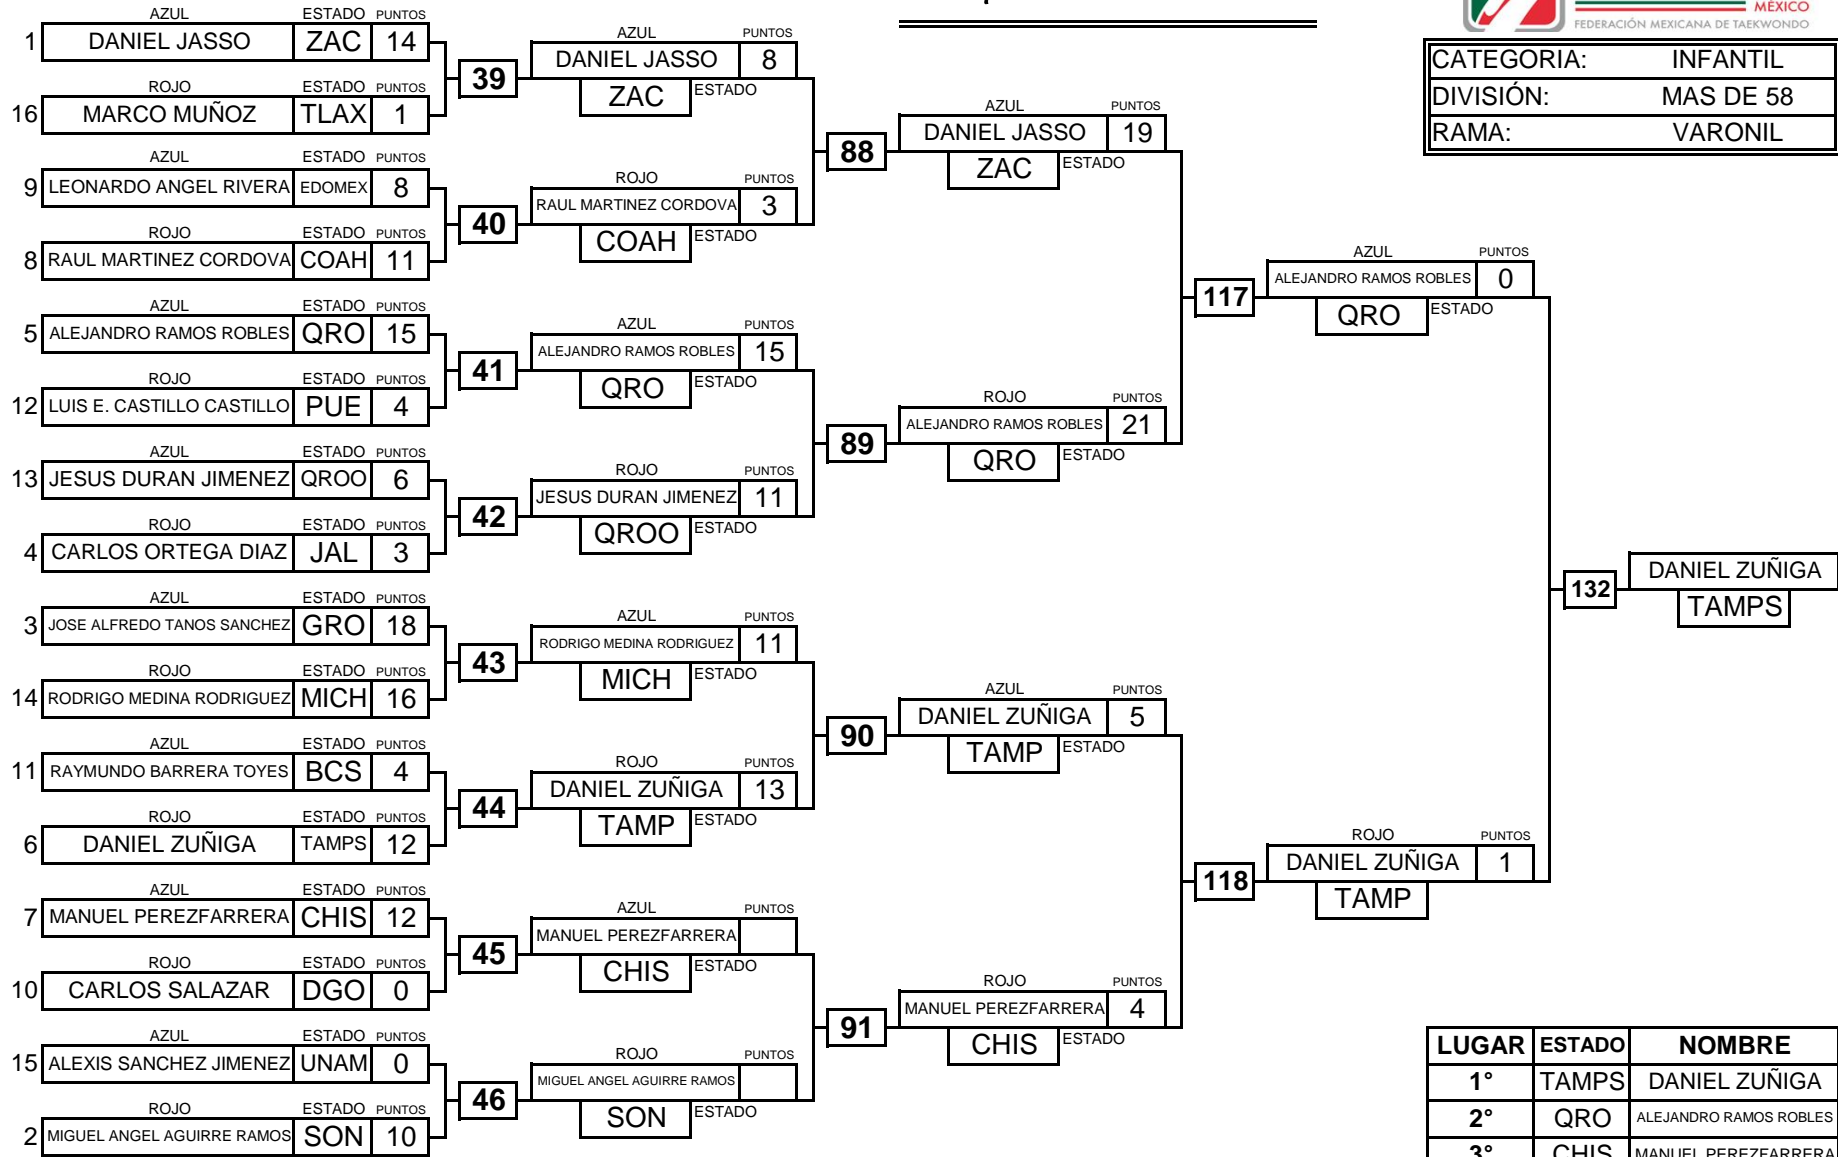 MÉXICO
FEDERACIÓN MEXICANA DE TAEKWONDO
CATEGORIA: INFANTIL
DIVISIÓN: MAS DE 58
RAMA: VARONIL
AZUL ESTADO PUNTOS
1 DANIEL JASSO ZAC 14
ROJO ESTADO PUNTOS
16 MARCO MUÑOZ TLAX 1
AZUL ESTADO PUNTOS
9 LEONARDO ANGEL RIVERA EDOMEX 8
ROJO ESTADO PUNTOS
8 RAUL MARTINEZ CORDOVA COAH 11
AZUL ESTADO PUNTOS
5 ALEJANDRO RAMOS ROBLES QRO 15
ROJO ESTADO PUNTOS
12 LUIS E. CASTILLO CASTILLO PUE 4
AZUL ESTADO PUNTOS
13 JESUS DURAN JIMENEZ QROO 6
ROJO ESTADO PUNTOS
4 CARLOS ORTEGA DIAZ JAL 3
AZUL ESTADO PUNTOS
3 JOSE ALFREDO TANOS SANCHEZ GRO 18
ROJO ESTADO PUNTOS
14 RODRIGO MEDINA RODRIGUEZ MICH 16
AZUL ESTADO PUNTOS
11 RAYMUNDO BARRERA TOYES BCS 4
ROJO ESTADO PUNTOS
6 DANIEL ZUÑIGA TAMPS 12
AZUL ESTADO PUNTOS
7 MANUEL PEREZFARRERA CHIS 12
ROJO ESTADO PUNTOS
10 CARLOS SALAZAR DGO 0
AZUL ESTADO PUNTOS
15 ALEXIS SANCHEZ JIMENEZ UNAM 0
ROJO ESTADO PUNTOS
2 MIGUEL ANGEL AGUIRRE RAMOS SON 10
39
40
41
42
43
44
45
46
AZUL PUNTOS
DANIEL JASSO 8
ZAC ESTADO
ROJO PUNTOS
RAUL MARTINEZ CORDOVA 3
COAH ESTADO
AZUL PUNTOS
ALEJANDRO RAMOS ROBLES 15
QRO ESTADO
ROJO PUNTOS
JESUS DURAN JIMENEZ 11
QROO ESTADO
AZUL PUNTOS
RODRIGO MEDINA RODRIGUEZ 11
MICH ESTADO
ROJO PUNTOS
DANIEL ZUÑIGA 13
TAMP ESTADO
AZUL PUNTOS
MANUEL PEREZFARRERA
CHIS ESTADO
ROJO PUNTOS
MIGUEL ANGEL AGUIRRE RAMOS
SON ESTADO
88
89
90
91
AZUL PUNTOS
DANIEL JASSO 19
ZAC ESTADO
ROJO PUNTOS
ALEJANDRO RAMOS ROBLES 21
QRO ESTADO
AZUL PUNTOS
DANIEL ZUÑIGA 5
TAMP ESTADO
ROJO PUNTOS
MANUEL PEREZFARRERA 4
CHIS ESTADO
117
118
AZUL PUNTOS
ALEJANDRO RAMOS ROBLES 0
QRO ESTADO
ROJO PUNTOS
DANIEL ZUÑIGA 1
TAMP
132
DANIEL ZUÑIGA
TAMPS
LUGAR ESTADO NOMBRE
1° TAMPS DANIEL ZUÑIGA
2° QRO ALEJANDRO RAMOS ROBLES
3° CHIS MANUEL PEREZFARRERA